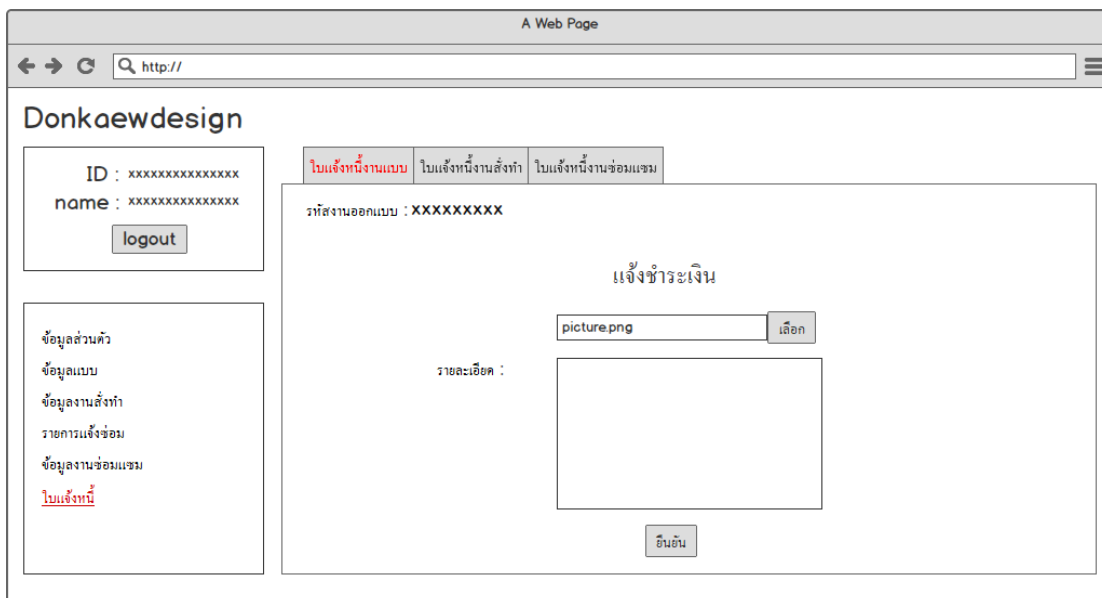 A Web Page
http://
Donkaewdesign
ID : xxxxxxxxxxxxxxx
name : xxxxxxxxxxxxxxx
logout
ข้อมูลส่วนตัว
ข้อมูลแบบ
ข้อมูลงานสั่งทำ
รายการแจ้งซ่อม
ข้อมูลงานซ่อมแซม
ใบแจ้งหนี้
ใบแจ้งหนี้งานแบบ ใบแจ้งหนี้งานสั่งทำ ใบแจ้งหนี้งานซ่อมแซม
รหัสงานออกแบบ : xxxxxxxxx
แจ้งชำระเงิน
picture.png เลือก
รายละเอียด :
ยืนยัน